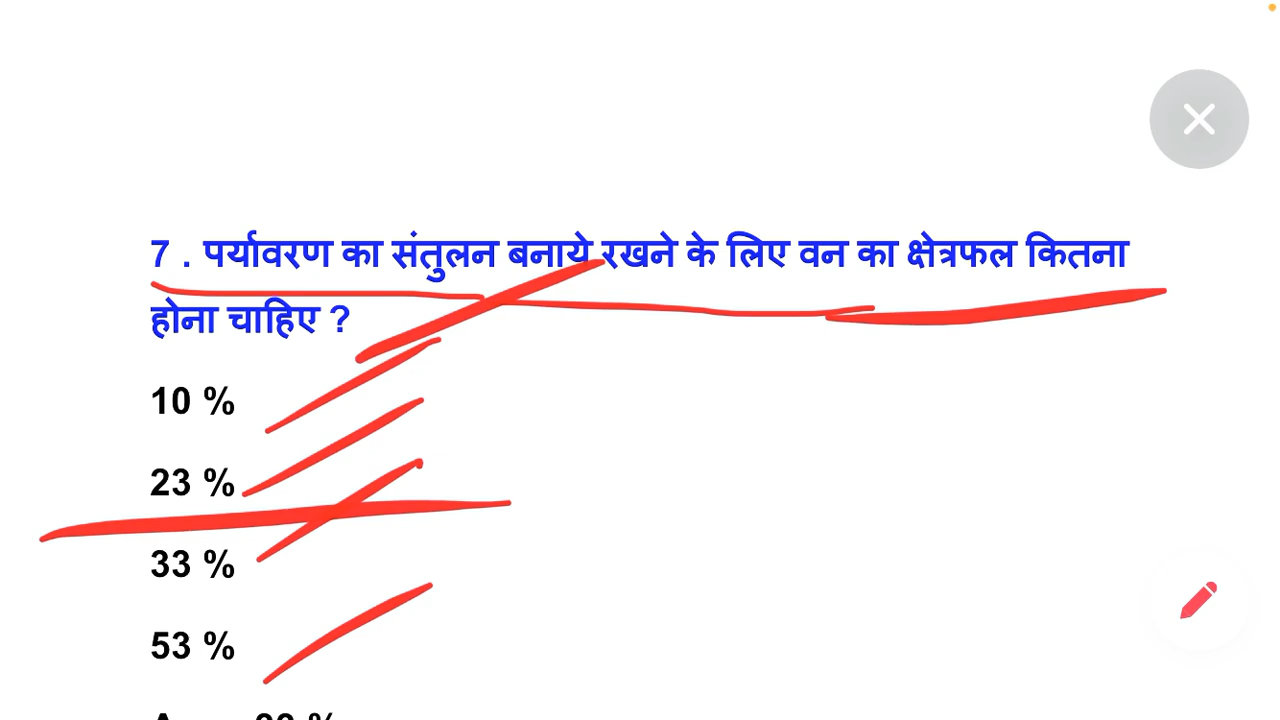 7 . पर्यावरण का संतुलन बनाये रखने के लिए वन का क्षेत्रफल कितना
होना चाहिए ?
10 %
23 %
33 %
53 %